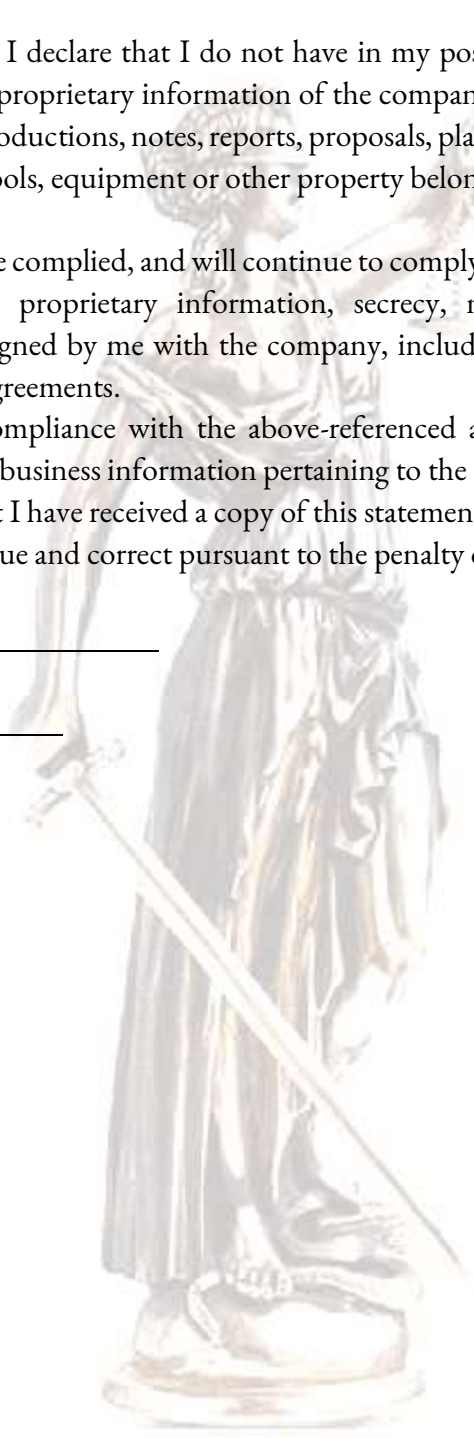 I declare that I do not have in my pos
proprietary information of the compan
oductions, notes, reports, proposals, pla
ools, equipment or other property belon
e complied, and will continue to comply
proprietary information, secrecy,
gned by me with the company, includ
greements.
ompliance with the above-referenced a
business information pertaining to the
t I have received a copy of this statemen
ue and correct pursuant to the penalty